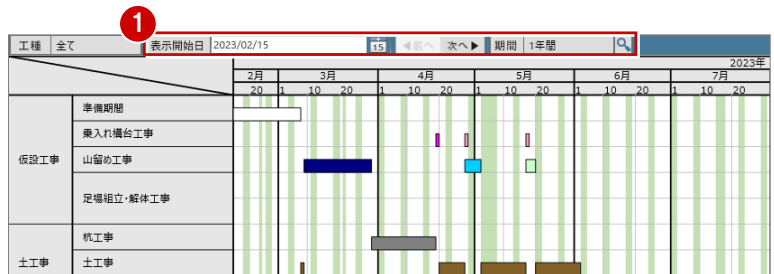 1
工種 全て 表示開始日 2023/02/15 15 ◀前へ 次へ▶ 期間 1年間
2023年
2月 3月 4月 5月 6月 7月
20 1 10 20 1 10 20 1 10 20 1 10 20 1 10 20
準備期間
乗入れ構台工事
仮設工事 山留め工事
足場組立・解体工事
杭工事
土工事 土工事